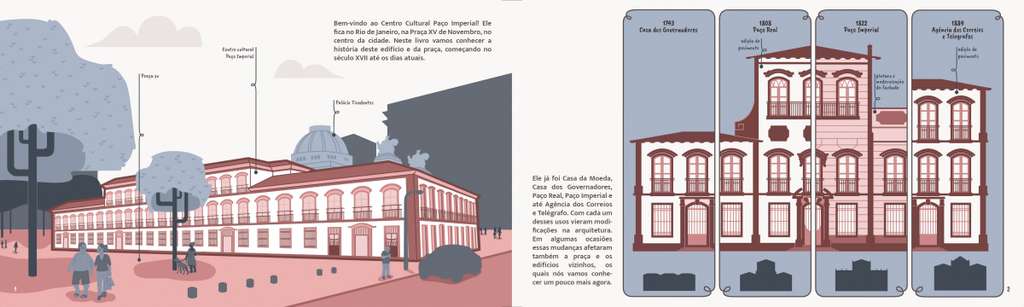 Bem-vindo ao Centro Cultural Paço Imperial! Ele
fica no Rio de Janeiro, na Praça XV de Novembro, no
centro da cidade. Neste livro vamos conhecer a
história deste edifício e da praça, começando no
século XVII até os dias atuais.
Centro cultural
Paço Imperial
Praça XV
Palácio Tiradentes
1
Ele já foi Casa da Moeda,
Casa dos Governadores,
Paço Real, Paço Imperial e
até Agência dos Correios
e Telégrafo. Com cada um
desses usos vieram modi-
ficações na arquitetura.
Em algumas ocasiões
essas mudanças afetaram
também a praça e os
edifícios vizinhos, os
quais nós vamos conhe-
cer um pouco mais agora.
1743
Casa dos Governadores
1808
Paço Real
adição de
pavimento
1822
Paço Imperial
pintura e
modernização
da fachada
1889
Agência dos Correios
e Telégrafos
adição de
pavimento
2